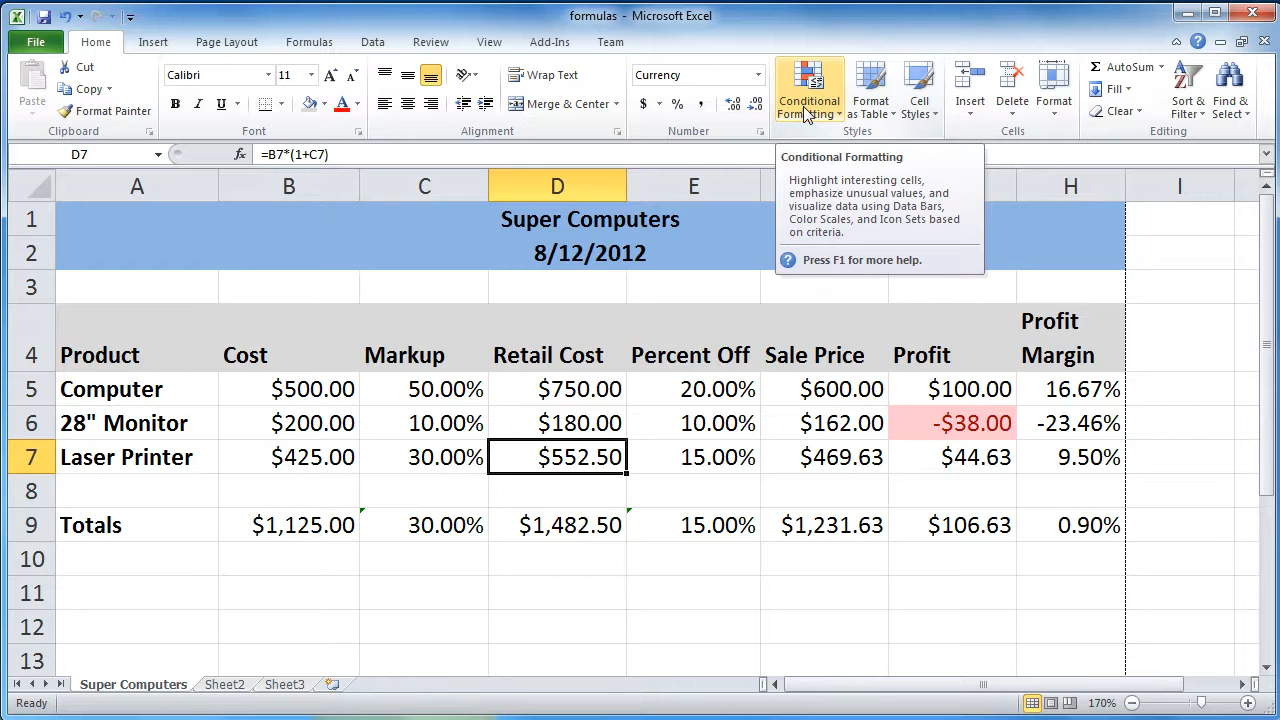 formulas - Microsoft Excel
File Home Insert Page Layout Formulas Data Review View Add-Ins Team
Paste
Cut
Copy
Format Painter
Clipboard
Calibri 11
B I U
Font
Wrap Text
Merge & Center
Alignment
Currency
$ % ,
Number
Conditional
Formatting
Format
as Table
Cell
Styles
Styles
Insert Delete Format
Cells
Σ AutoSum
Fill
Clear
Sort &
Filter
Find &
Select
Editing
D7 fx =B7*(1+C7)
A B C D E H I
1 Super Computers
2 8/12/2012
3
4 Product Cost Markup Retail Cost Percent Off Sale Price Profit Profit
Margin
5 Computer $500.00 50.00% $750.00 20.00% $600.00 $100.00 16.67%
6 28" Monitor $200.00 10.00% $180.00 10.00% $162.00 -$38.00 -23.46%
7 Laser Printer $425.00 30.00% $552.50 15.00% $469.63 $44.63 9.50%
8
9 Totals $1,125.00 30.00% $1,482.50 15.00% $1,231.63 $106.63 0.90%
10
11
12
13
Conditional Formatting
Highlight interesting cells,
emphasize unusual values, and
visualize data using Data Bars,
Color Scales, and Icon Sets based
on criteria.
Press F1 for more help.
Super Computers Sheet2 Sheet3
Ready 170%